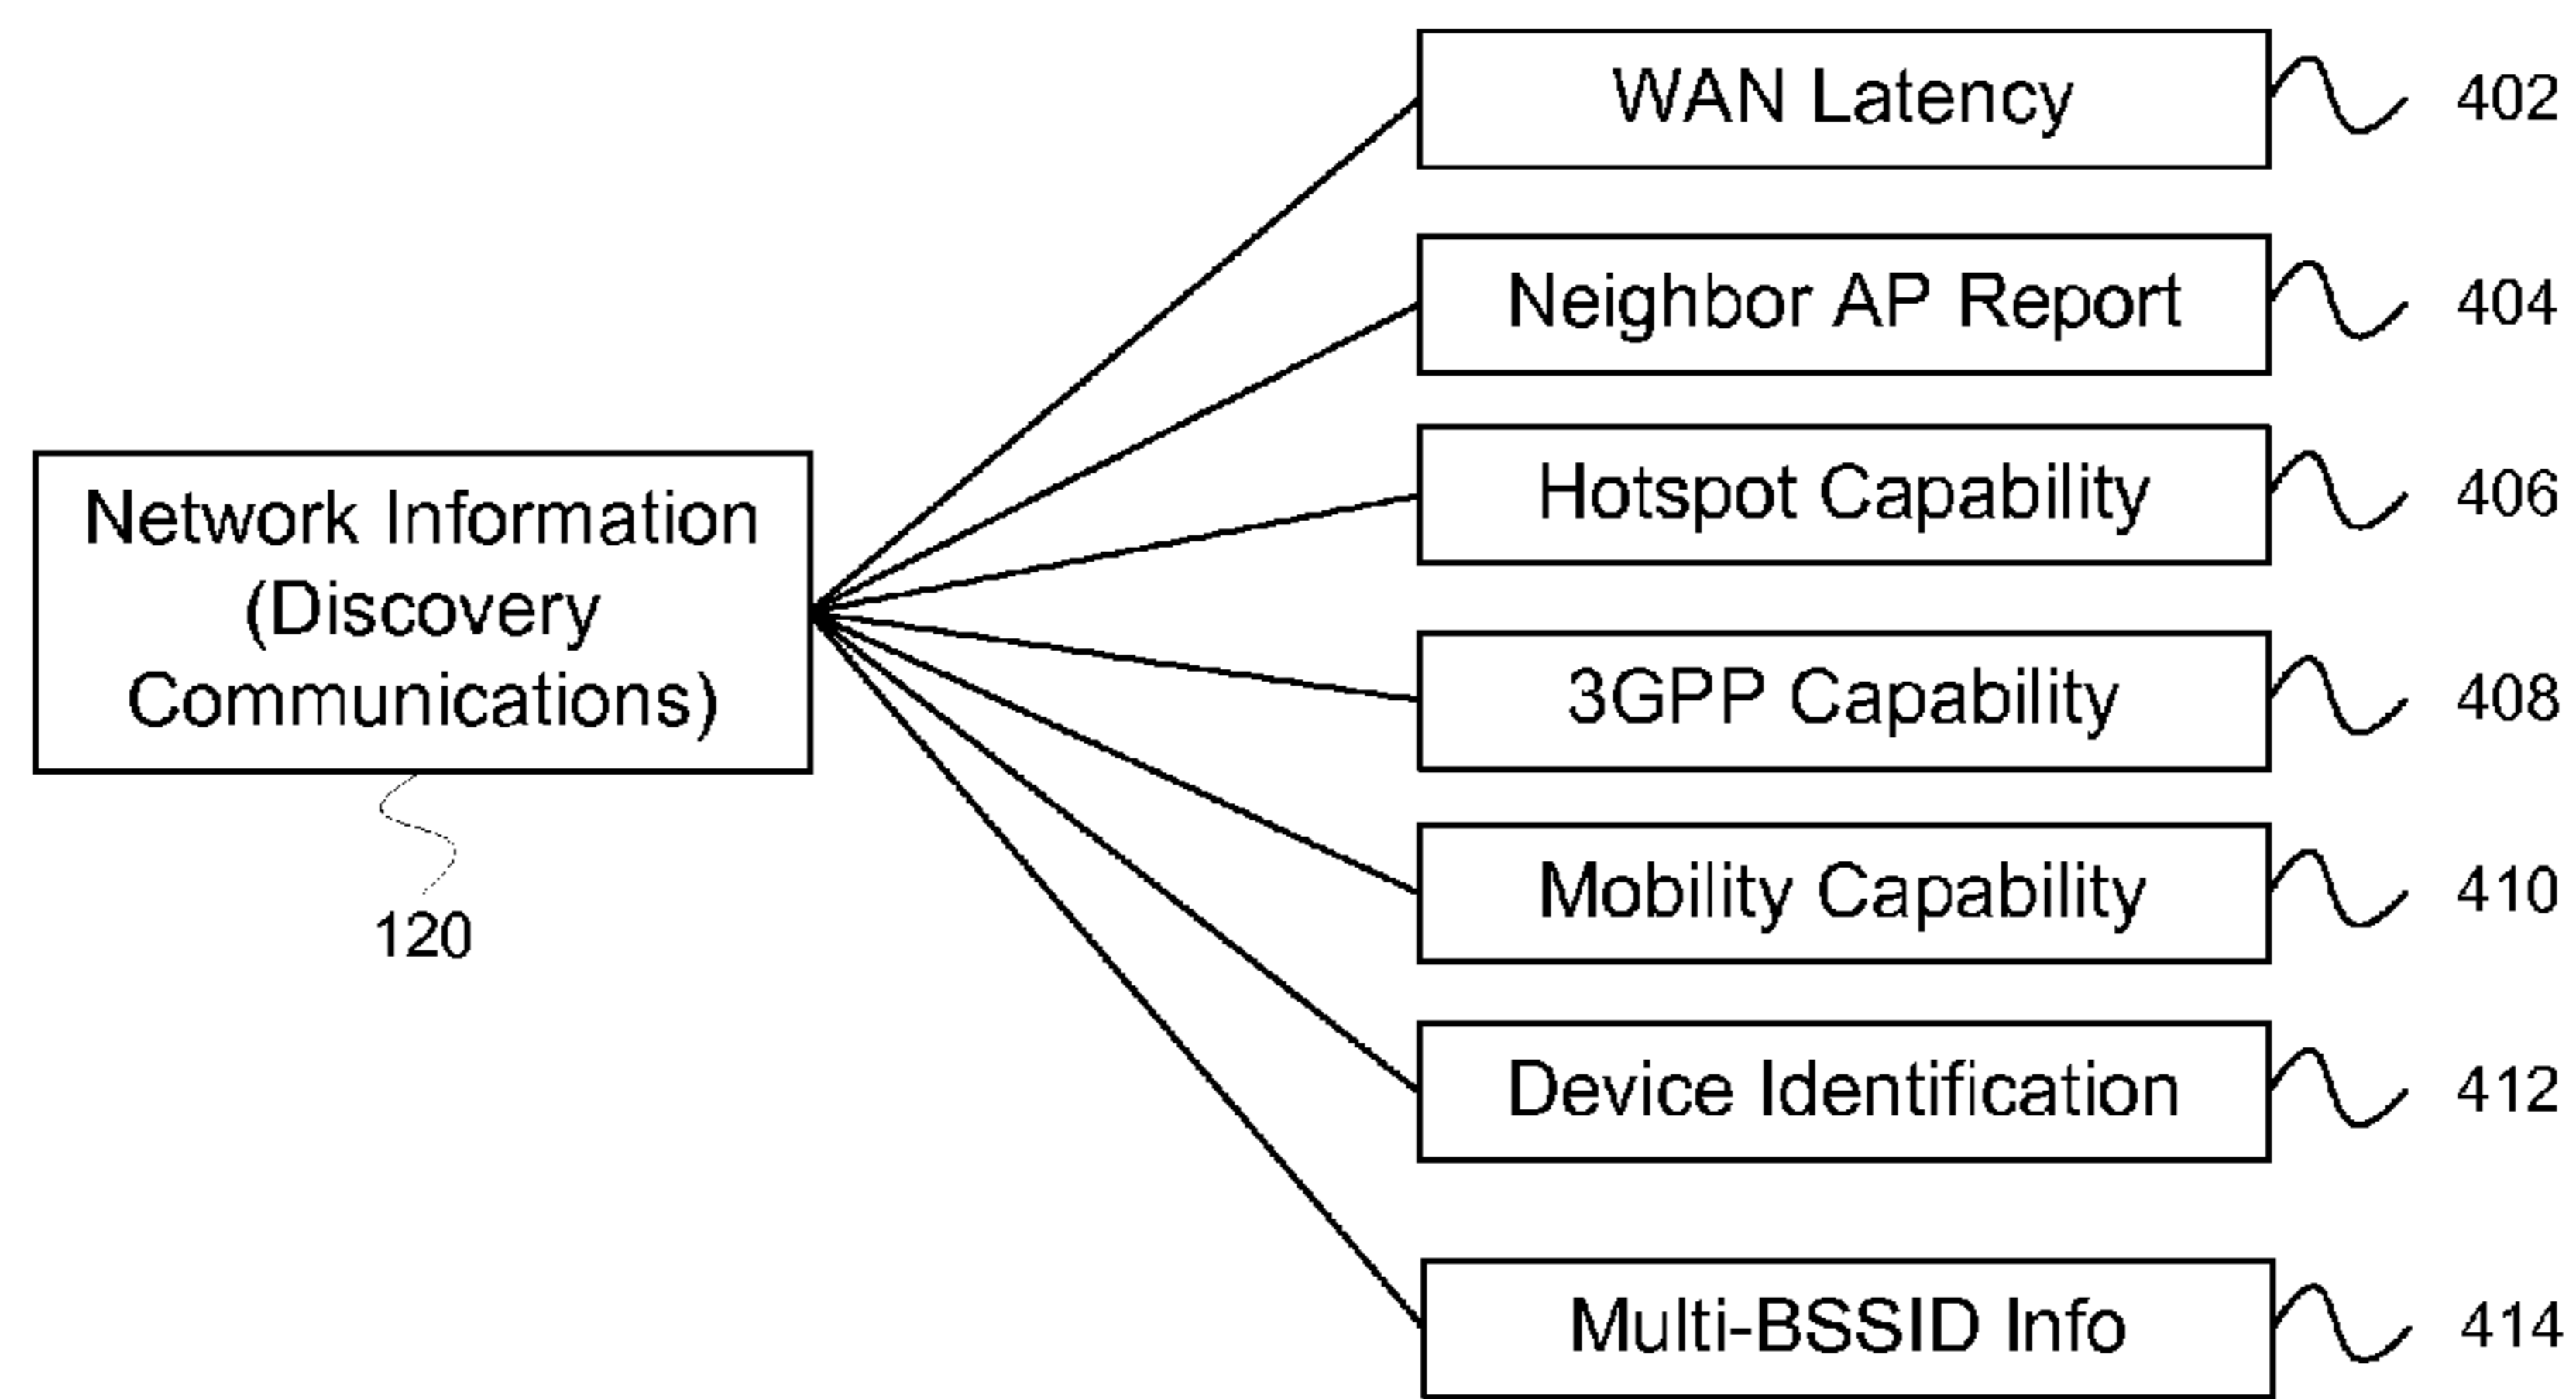 WAN Latency
402
Neighbor AP Report
404
Hotspot Capability
406
Network Information
(Discovery
Communications)
120
3GPP Capability
408
Mobility Capability
410
Device Identification
412
Multi-BSSID Info
414